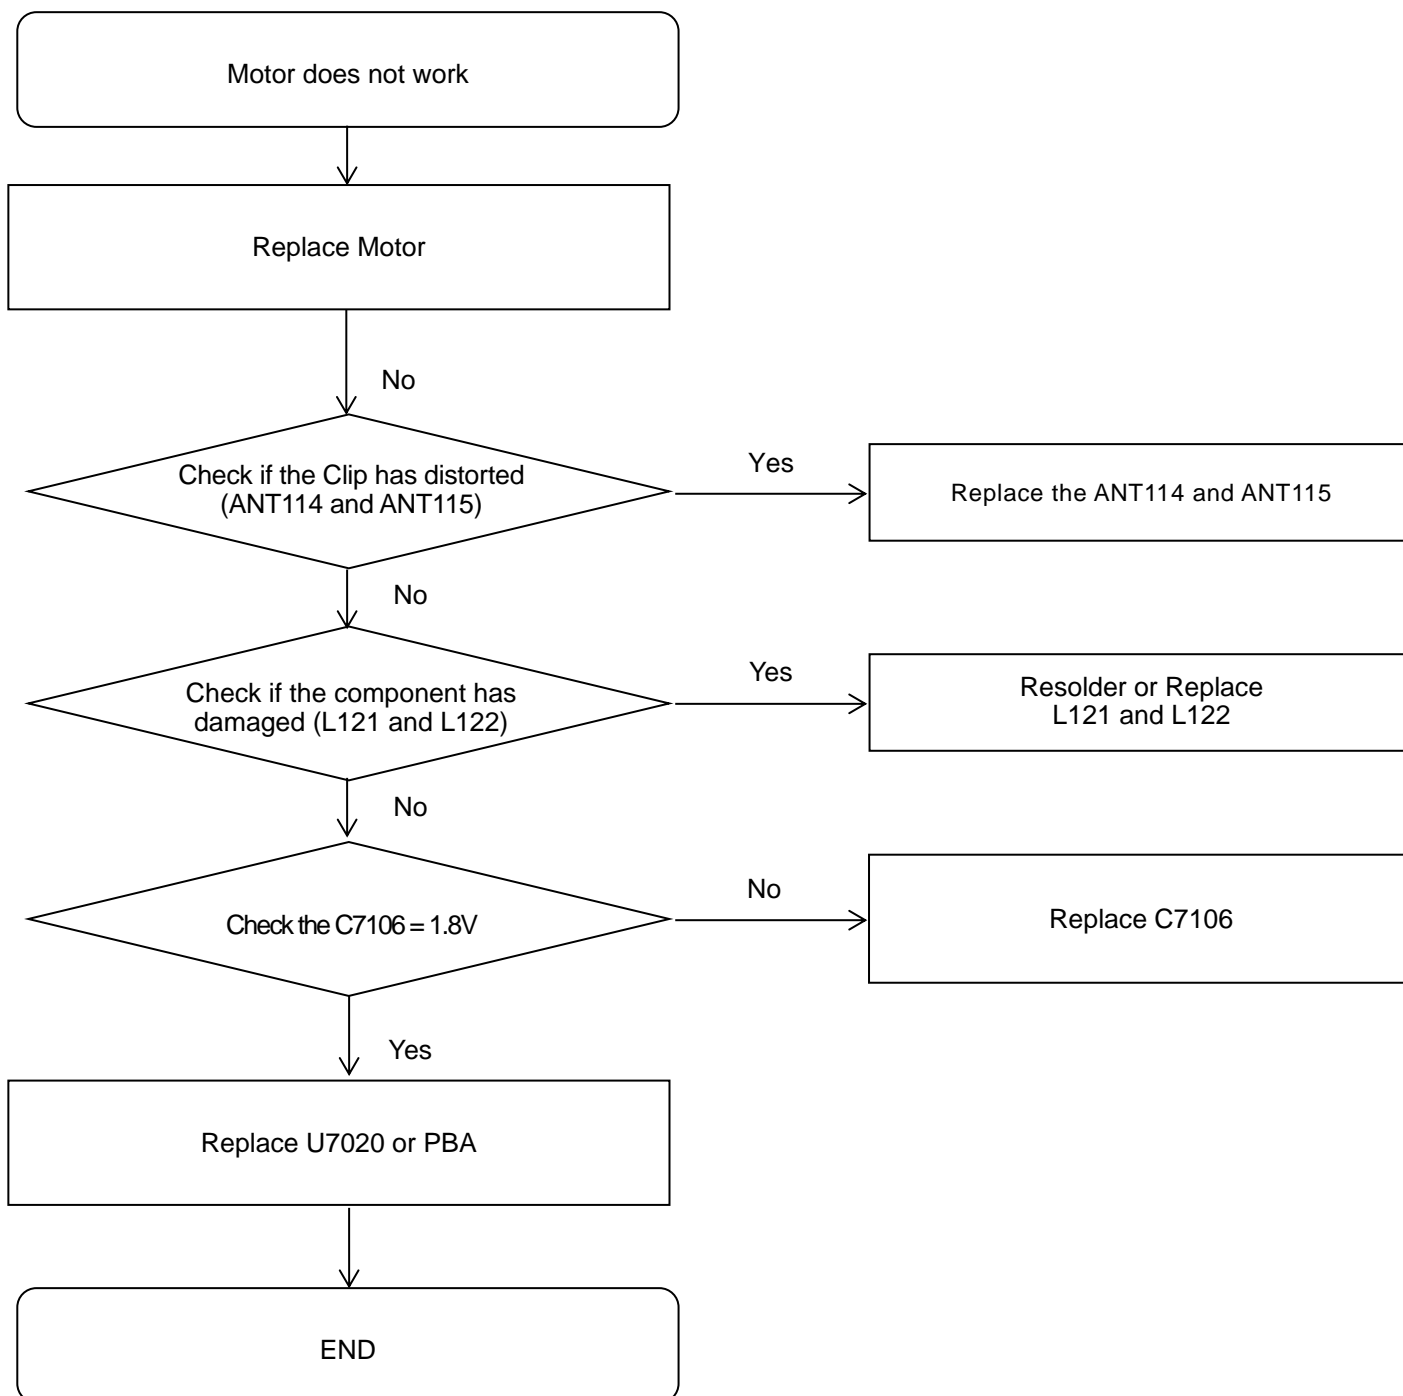 Motor does not work
Replace Motor
No
Check if the Clip has distorted
(ANT114 and ANT115)
Yes
Replace the ANT114 and ANT115
No
Check if the component has
damaged (L121 and L122)
Yes
Resolder or Replace
L121 and L122
No
Check the C7106 = 1.8V
No
Replace C7106
Yes
Replace U7020 or PBA
END